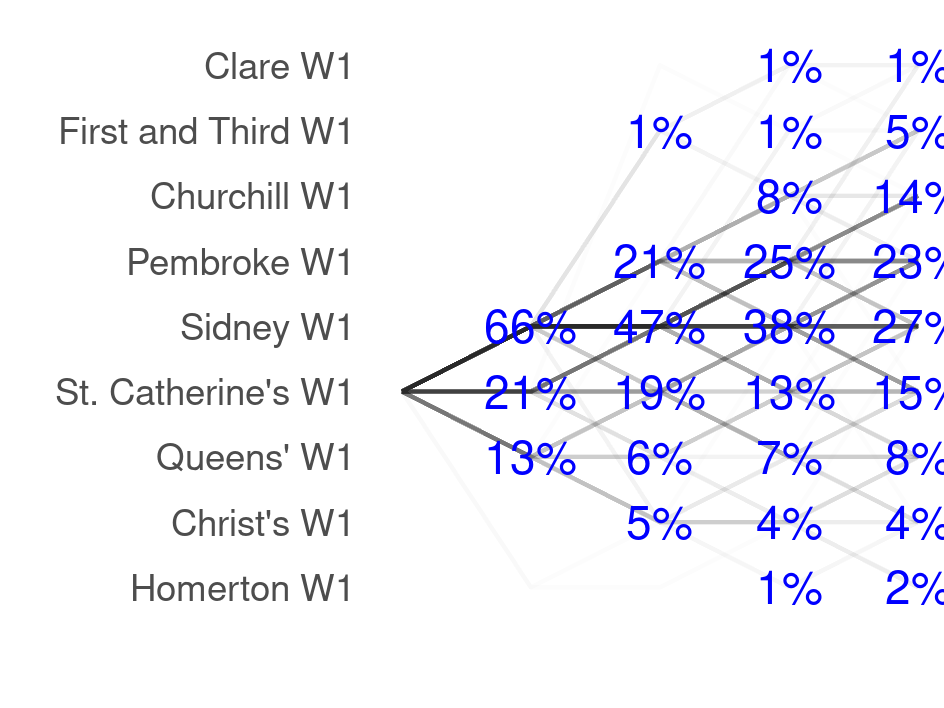 Clare W1 1% 1%
First and Third W1 1% 1% 5%
Churchill W1 8% 14%
Pembroke W1 21% 25% 23%
Sidney W1 66% 47% 38% 27%
St. Catherine's W1 21% 19% 13% 15%
Queens' W1 13% 6% 7% 8%
Christ's W1 5% 4% 4%
Homerton W1 1% 2%